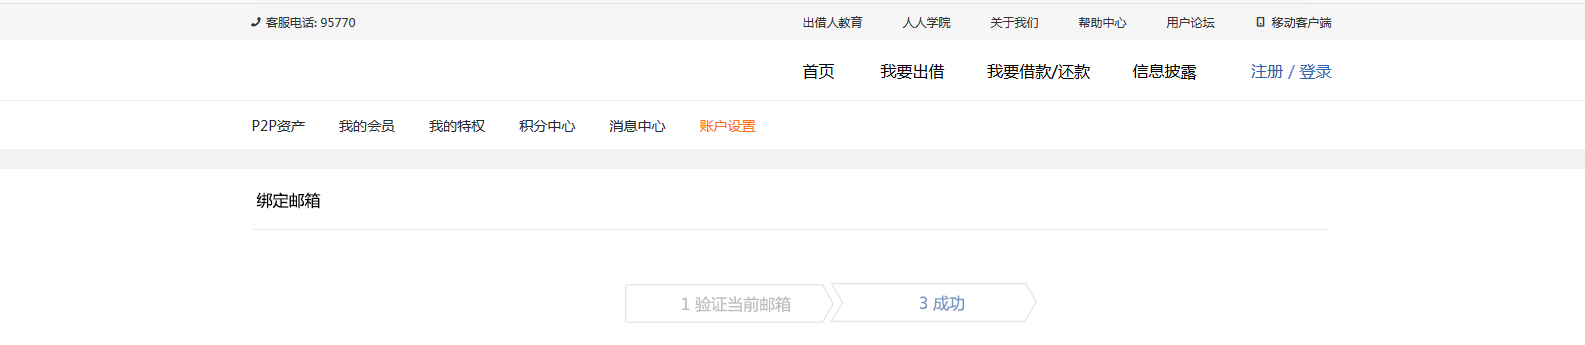 客服电话: 95770 出借人教育 人人学院 关于我们 帮助中心 用户论坛 移动客户端
首页 我要出借 我要借款/还款 信息披露 注册 / 登录
P2P资产 我的会员 我的特权 积分中心 消息中心 账户设置
绑定邮箱
1 验证当前邮箱 3 成功